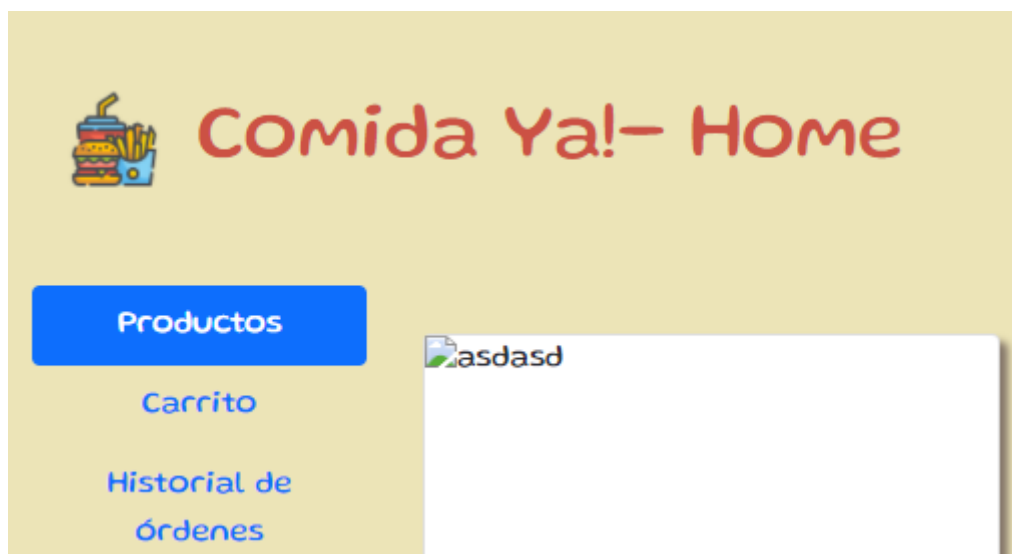 Comida Ya!- Home
Productos
Carrito
Historial de
órdenes
asdasd